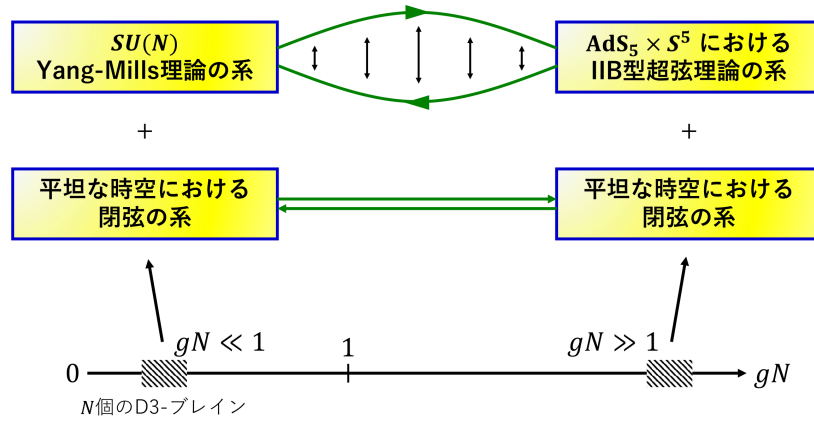 SU(N)
Yang-Mills理論の系
AdS₅ × S⁵ における
IIB型超弦理論の系
+
+
平坦な時空における
閉弦の系
平坦な時空における
閉弦の系
gN ≪ 1
1
gN ≫ 1
0
gN
N個のD3-ブレイン